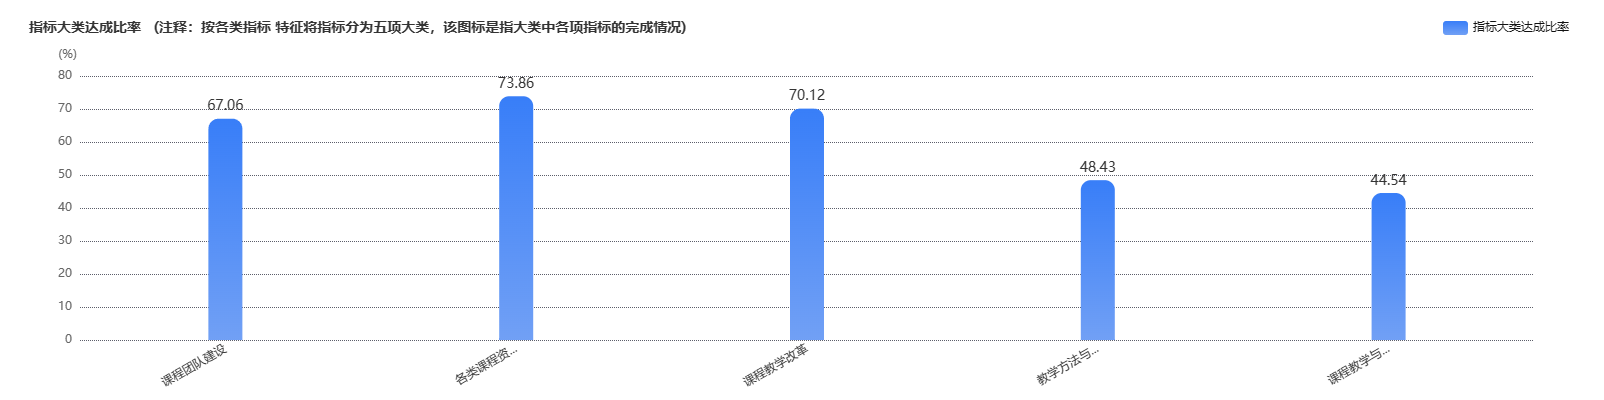 指标大类达成比率 （注释：按各类指标 特征将指标分为五项大类，该图标是指大类中各项指标的完成情况）
指标大类达成比率
(%)
80
70
60
50
40
30
20
10
0
67.06
73.86
70.12
48.43
44.54
课程团队建设
各类课程资...
课程教学改革
教学方法与...
课程教学与...